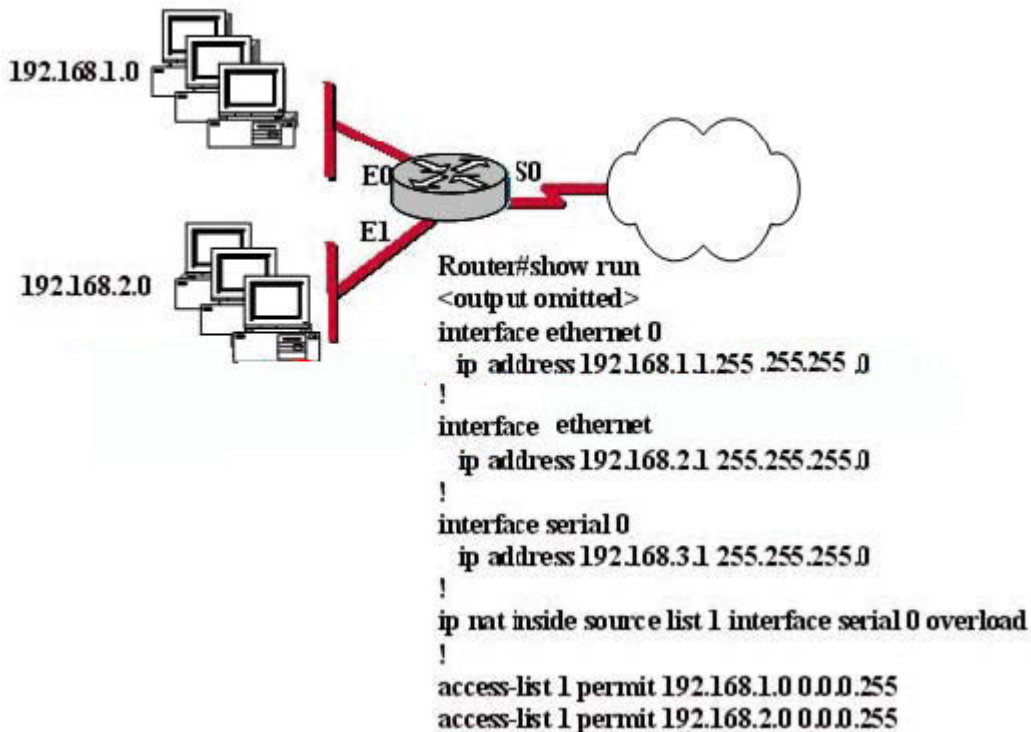 192.168.1.0
E0
S0
E1
192.168.2.0
Router#show run
<output omitted>
interface ethernet 0
ip address 192.168.1.1.255 .255.255 .0
!
interface ethernet
ip address 192.168.2.1 255.255.255.0
!
interface serial 0
ip address 192.168.3.1 255.255.255.0
!
ip nat inside source list 1 interface serial 0 overload
!
access-list 1 permit 192.168.1.0 0.0.0.255
access-list 1 permit 192.168.2.0 0.0.0.255